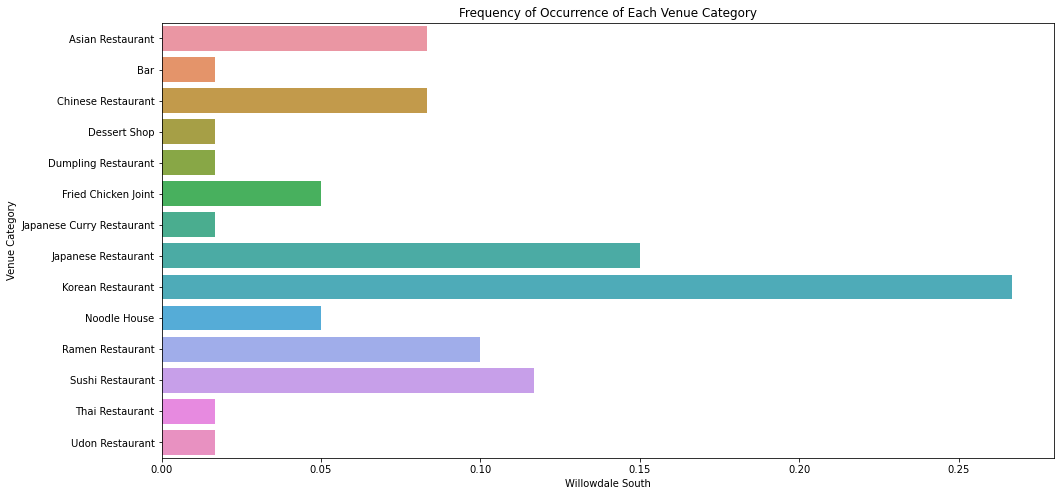 Frequency of Occurrence of Each Venue Category
Venue Category
Asian Restaurant
Bar
Chinese Restaurant
Dessert Shop
Dumpling Restaurant
Fried Chicken Joint
Japanese Curry Restaurant
Japanese Restaurant
Korean Restaurant
Noodle House
Ramen Restaurant
Sushi Restaurant
Thai Restaurant
Udon Restaurant
0.00 0.05 0.10 0.15 0.20 0.25
Willowdale South